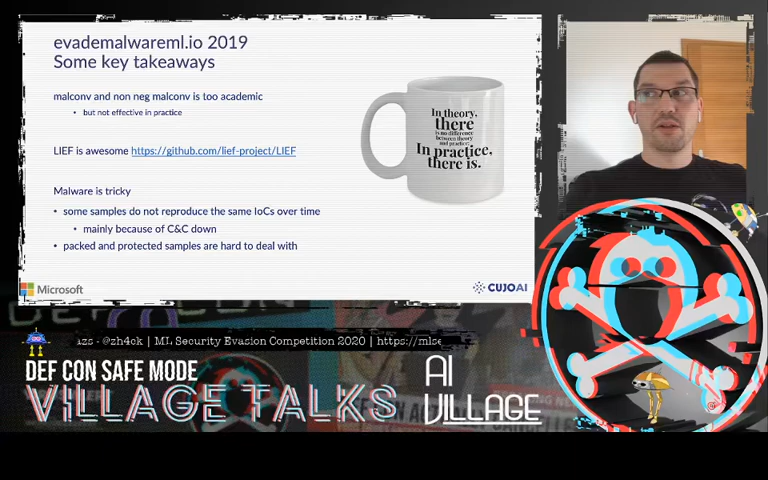 evademalwareml.io 2019
Some key takeaways
malconv and non neg malconv is too academic
• but not effective in practice
LIEF is awesome https://github.com/lief-project/LIEF
Malware is tricky
• some samples do not reproduce the same IoCs over time
• mainly because of C&C down
• packed and protected samples are hard to deal with
In theory,
there
is no difference
between theory
and practice.
In practice,
there is.
Microsoft
CUJOAI
azs - @zh4ck | ML Security Evasion Competition 2020 | https://mlse
DEF CON SAFE MODE
VILLAGE TALKS
AI
VILLAGE